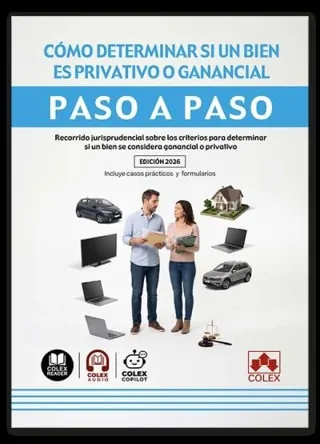 CÓMO DETERMINAR SI UN BIEN
ES PRIVATIVO O GANANCIAL
PASO A PASO
Recorrido jurisprudencial sobre los criterios para determinar
si un bien se considera ganancial o privativo
EDICIÓN 2026
Incluye casos prácticos y formularios
COLEX
READER
COLEX
AUDIO
COLEX
COPILOT
COLEX